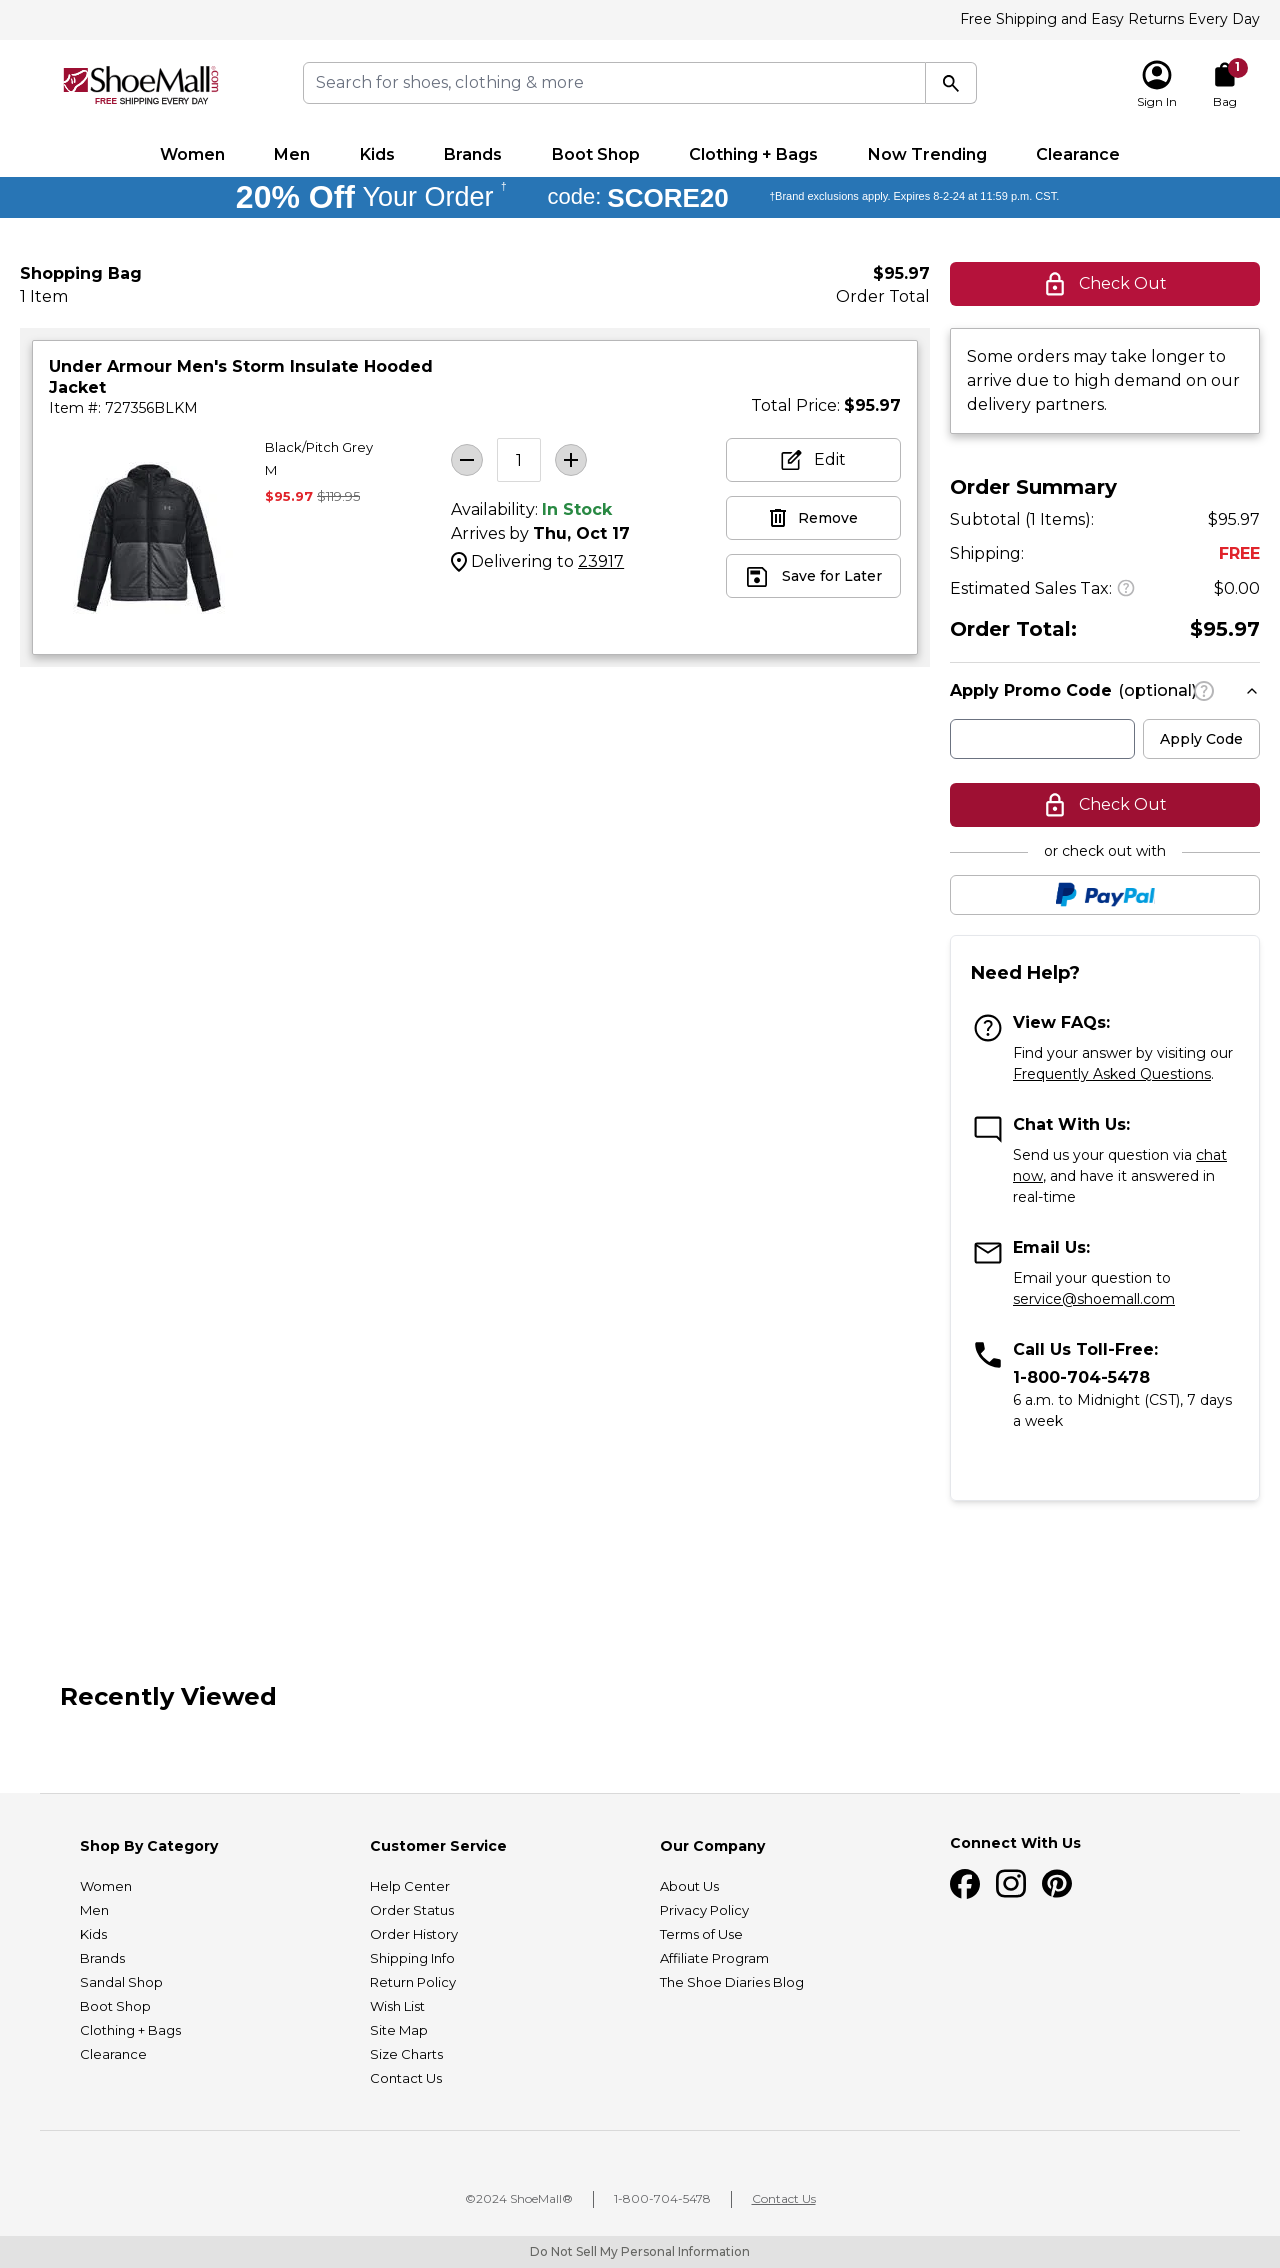 Free Shipping and Easy Returns Every Day
ShoeMall.com
FREE SHIPPING EVERY DAY
Search for shoes, clothing & more
1
Sign In
Bag
Women Men Kids Brands Boot Shop Clothing + Bags Now Trending Clearance
20% Off Your Order † code: SCORE20 †Brand exclusions apply. Expires 8-2-24 at 11:59 p.m. CST.
Shopping Bag
1 Item
$95.97
Order Total
Check Out
Under Armour Men's Storm Insulate Hooded
Jacket
Item #: 727356BLKM
Total Price: $95.97
Black/Pitch Grey
M
$95.97 $119.95
1
Availability: In Stock
Arrives by Thu, Oct 17
Delivering to 23917
Edit
Remove
Save for Later
Some orders may take longer to
arrive due to high demand on our
delivery partners.
Order Summary
Subtotal (1 Items): $95.97
Shipping: FREE
Estimated Sales Tax: ? $0.00
Order Total: $95.97
Apply Promo Code (optional) ?
Apply Code
Check Out
or check out with
PayPal
Need Help?
View FAQs:
Find your answer by visiting our
Frequently Asked Questions.
Chat With Us:
Send us your question via chat
now, and have it answered in
real-time
Email Us:
Email your question to
service@shoemall.com
Call Us Toll-Free:
1-800-704-5478
6 a.m. to Midnight (CST), 7 days
a week
Recently Viewed
Shop By Category
Women
Men
Kids
Brands
Sandal Shop
Boot Shop
Clothing + Bags
Clearance
Customer Service
Help Center
Order Status
Order History
Shipping Info
Return Policy
Wish List
Site Map
Size Charts
Contact Us
Our Company
About Us
Privacy Policy
Terms of Use
Affiliate Program
The Shoe Diaries Blog
Connect With Us
©2024 ShoeMall® 1-800-704-5478 Contact Us
Do Not Sell My Personal Information